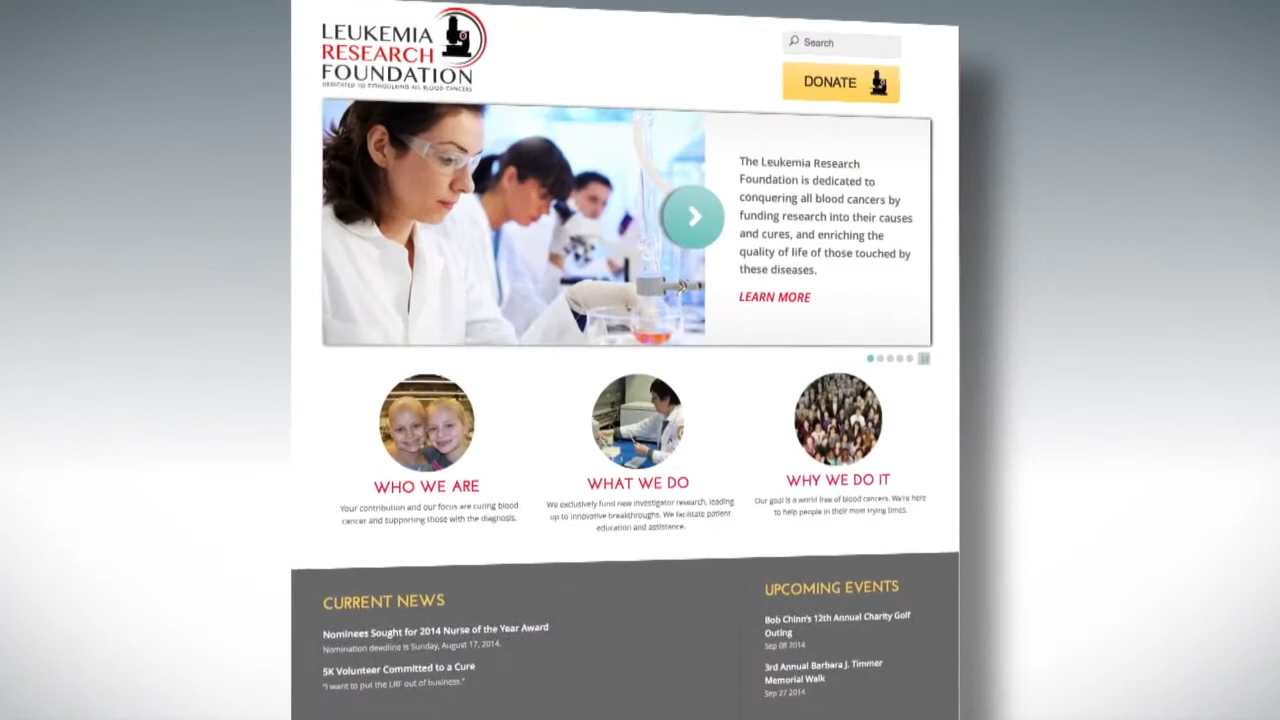 LEUKEMIA
RESEARCH
FOUNDATION
DEDICATED TO CONQUERING ALL BLOOD CANCERS
Search
DONATE
The Leukemia Research
Foundation is dedicated to
conquering all blood cancers by
funding research into their causes
and cures, and enriching the
quality of life of those touched by
these diseases.
LEARN MORE
WHO WE ARE
Your contribution and our focus are curing blood
cancer and supporting those with the diagnosis.
WHAT WE DO
We exclusively fund new investigator research, leading
up to innovative breakthroughs. We facilitate patient
education and assistance.
WHY WE DO IT
Our goal is a world free of blood cancers. We're here
to help people in their most trying times.
CURRENT NEWS
Nominees Sought for 2014 Nurse of the Year Award
Nomination deadline is Sunday, August 17, 2014.
5K Volunteer Committed to a Cure
"I want to put the LRF out of business."
UPCOMING EVENTS
Bob Chinn's 12th Annual Charity Golf
Outing
Sep 08 2014
3rd Annual Barbara J. Timmer
Memorial Walk
Sep 27 2014